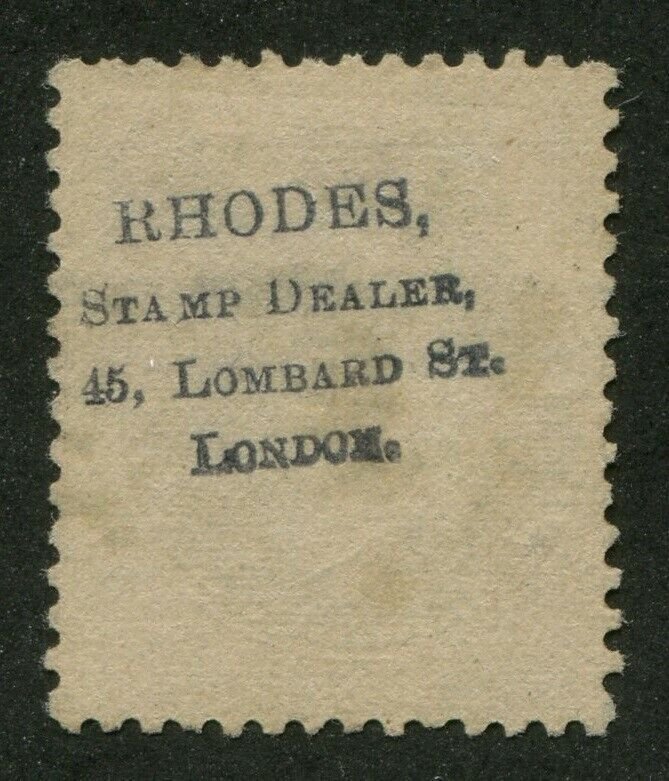 RHODES,
STAMP DEALER,
45, LOMBARD ST.
LONDON.